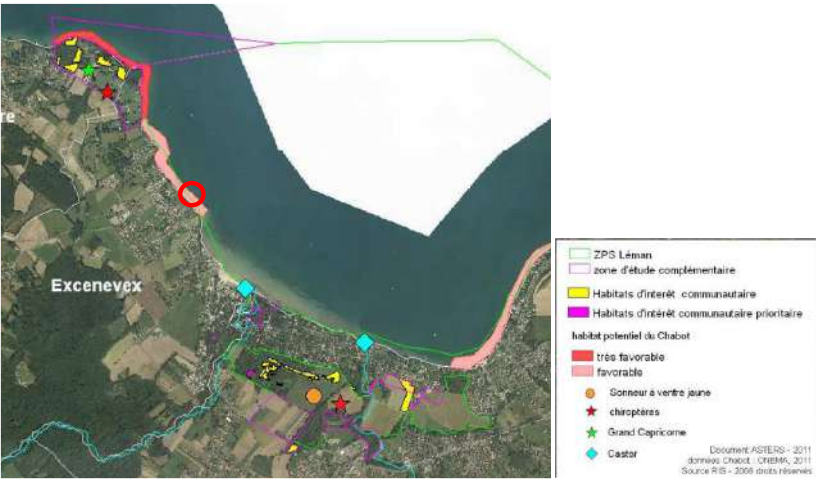 re
Excenevex
ZPS Léman
zone d'étude complémentaire
Habitats d'intérêt communautaire
Habitats d'intérêt communautaire prioritaire
habitat potentiel du Chabot
très favorable
favorable
Sonneur à ventre jaune
chiroptères
Grand Capricorne
Castor
Document ASTERS - 2011
données Chabot : ONEMA, 2011
Source RIS - 2008 droits réservés